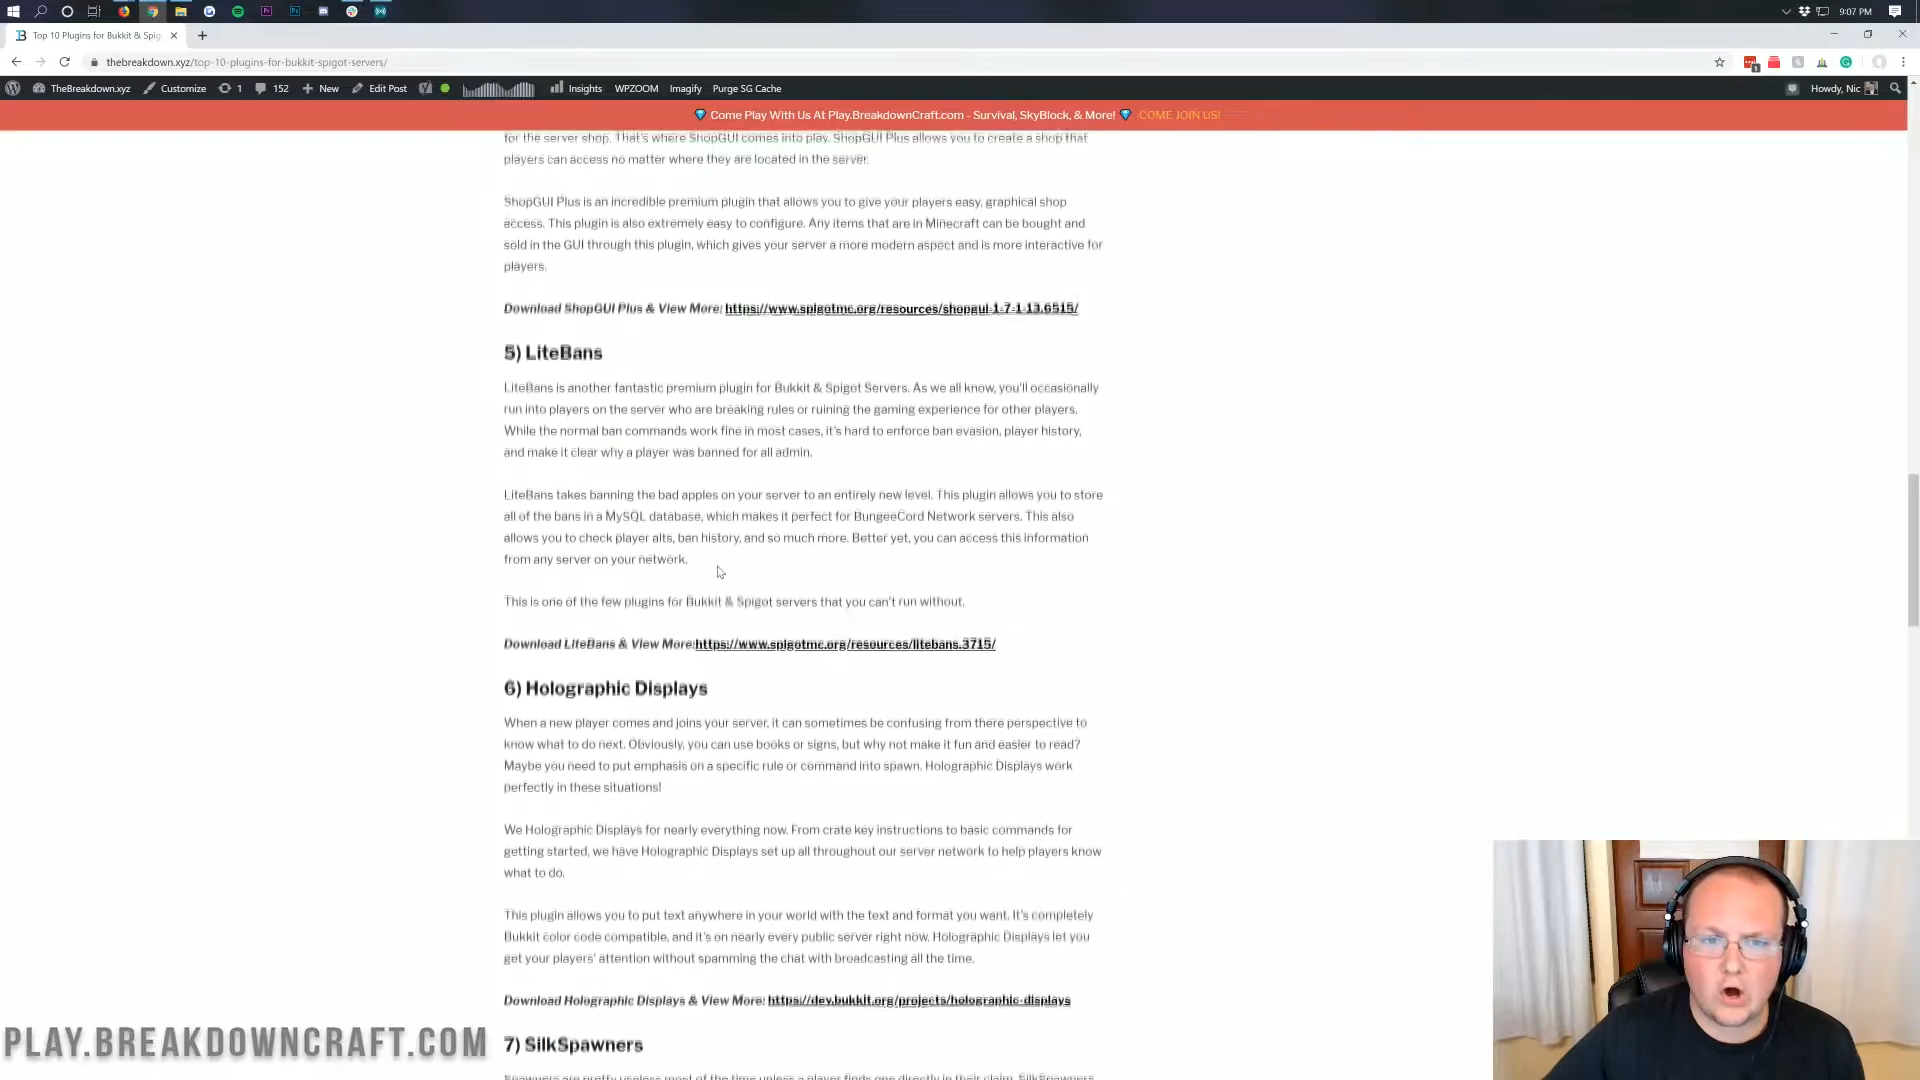 9:07 PM
Top 10 Plugins for Bukkit & Spig
thebreakdown.xyz/top-10-plugins-for-bukkit-spigot-servers/
TheBreakdown.xyz Customize 1 152 New Edit Post Insights WPZOOM Imagify Purge SG Cache Howdy, Nic
Come Play With Us At Play.BreakdownCraft.com - Survival, SkyBlock, & More! COME JOIN US!
for the server shop. That's where ShopGUI comes into play. ShopGUI Plus allows you to create a shop that
players can access no matter where they are located in the server.
ShopGUI Plus is an incredible premium plugin that allows you to give your players easy, graphical shop
access. This plugin is also extremely easy to configure. Any items that are in Minecraft can be bought and
sold in the GUI through this plugin, which gives your server a more modern aspect and is more interactive for
players.
Download ShopGUI Plus & View More: https://www.spigotmc.org/resources/shopgui-1-7-1-13.6515/
5) LiteBans
LiteBans is another fantastic premium plugin for Bukkit & Spigot Servers. As we all know, you'll occasionally
run into players on the server who are breaking rules or ruining the gaming experience for other players.
While the normal ban commands work fine in most cases, it's hard to enforce ban evasion, player history,
and make it clear why a player was banned for all admin.
LiteBans takes banning the bad apples on your server to an entirely new level. This plugin allows you to store
all of the bans in a MySQL database, which makes it perfect for BungeeCord Network servers. This also
allows you to check player alts, ban history, and so much more. Better yet, you can access this information
from any server on your network.
This is one of the few plugins for Bukkit & Spigot servers that you can't run without.
Download LiteBans & View More:https://www.spigotmc.org/resources/litebans.3715/
6) Holographic Displays
When a new player comes and joins your server, it can sometimes be confusing from there perspective to
know what to do next. Obviously, you can use books or signs, but why not make it fun and easier to read?
Maybe you need to put emphasis on a specific rule or command into spawn. Holographic Displays work
perfectly in these situations!
We Holographic Displays for nearly everything now. From crate key instructions to basic commands for
getting started, we have Holographic Displays set up all throughout our server network to help players know
what to do.
This plugin allows you to put text anywhere in your world with the text and format you want. It's completely
Bukkit color code compatible, and it's on nearly every public server right now. Holographic Displays let you
get your players' attention without spamming the chat with broadcasting all the time.
Download Holographic Displays & View More: https://dev.bukkit.org/projects/holographic-displays
7) SilkSpawners
Spawners are pretty useless most of the time unless a player finds one directly in their claim. SilkSpawners
PLAY.BREAKDOWNCRAFT.COM